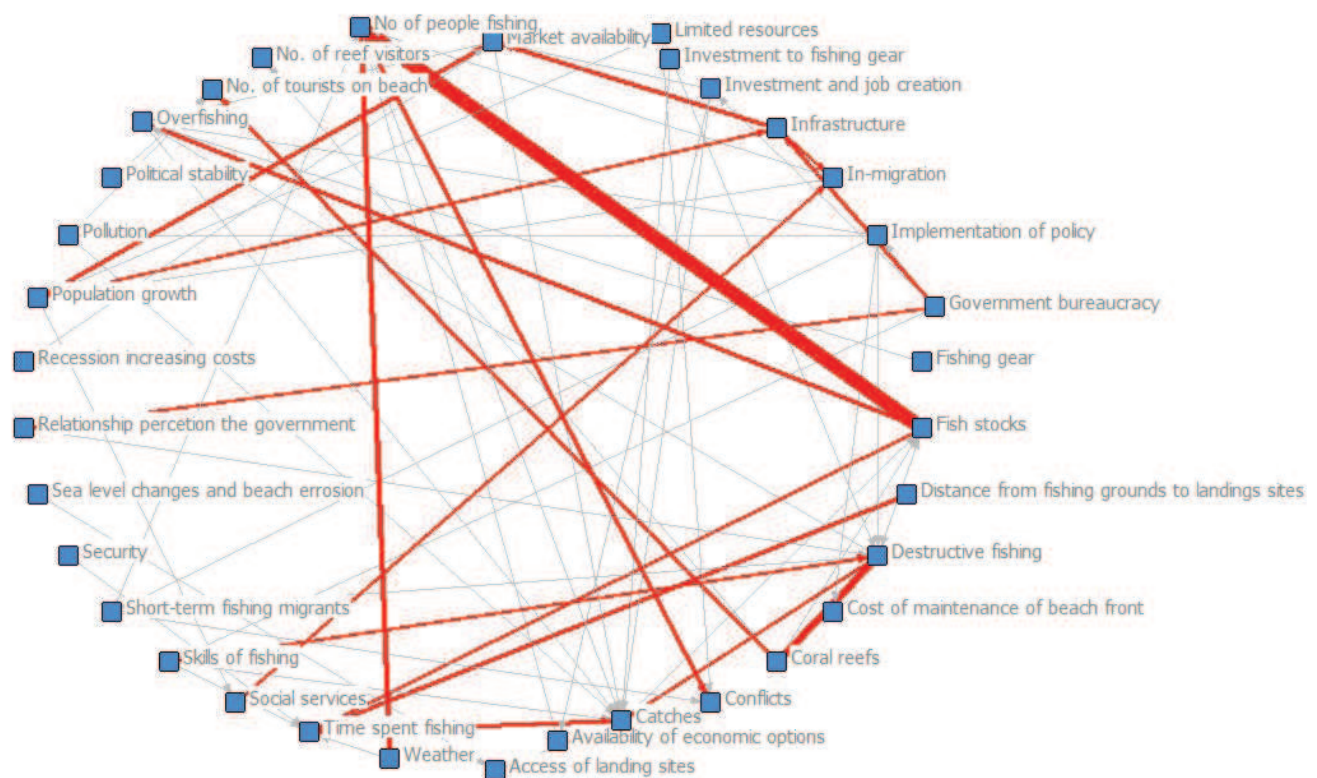 No of people fishing
Market availability
Limited resources
No. of reef visitors
Investment to fishing gear
No. of tourists on beach
Investment and job creation
Overfishing
Infrastructure
Political stability
In-migration
Pollution
Implementation of policy
Population growth
Government bureaucracy
Recession increasing costs
Fishing gear
Relationship percetion the government
Fish stocks
Sea level changes and beach errosion
Distance from fishing grounds to landings sites
Security
Destructive fishing
Short-term fishing migrants
Cost of maintenance of beach front
Skills of fishing
Coral reefs
Social services
Conflicts
Time spent fishing
Catches
Availability of economic options
Weather
Access of landing sites